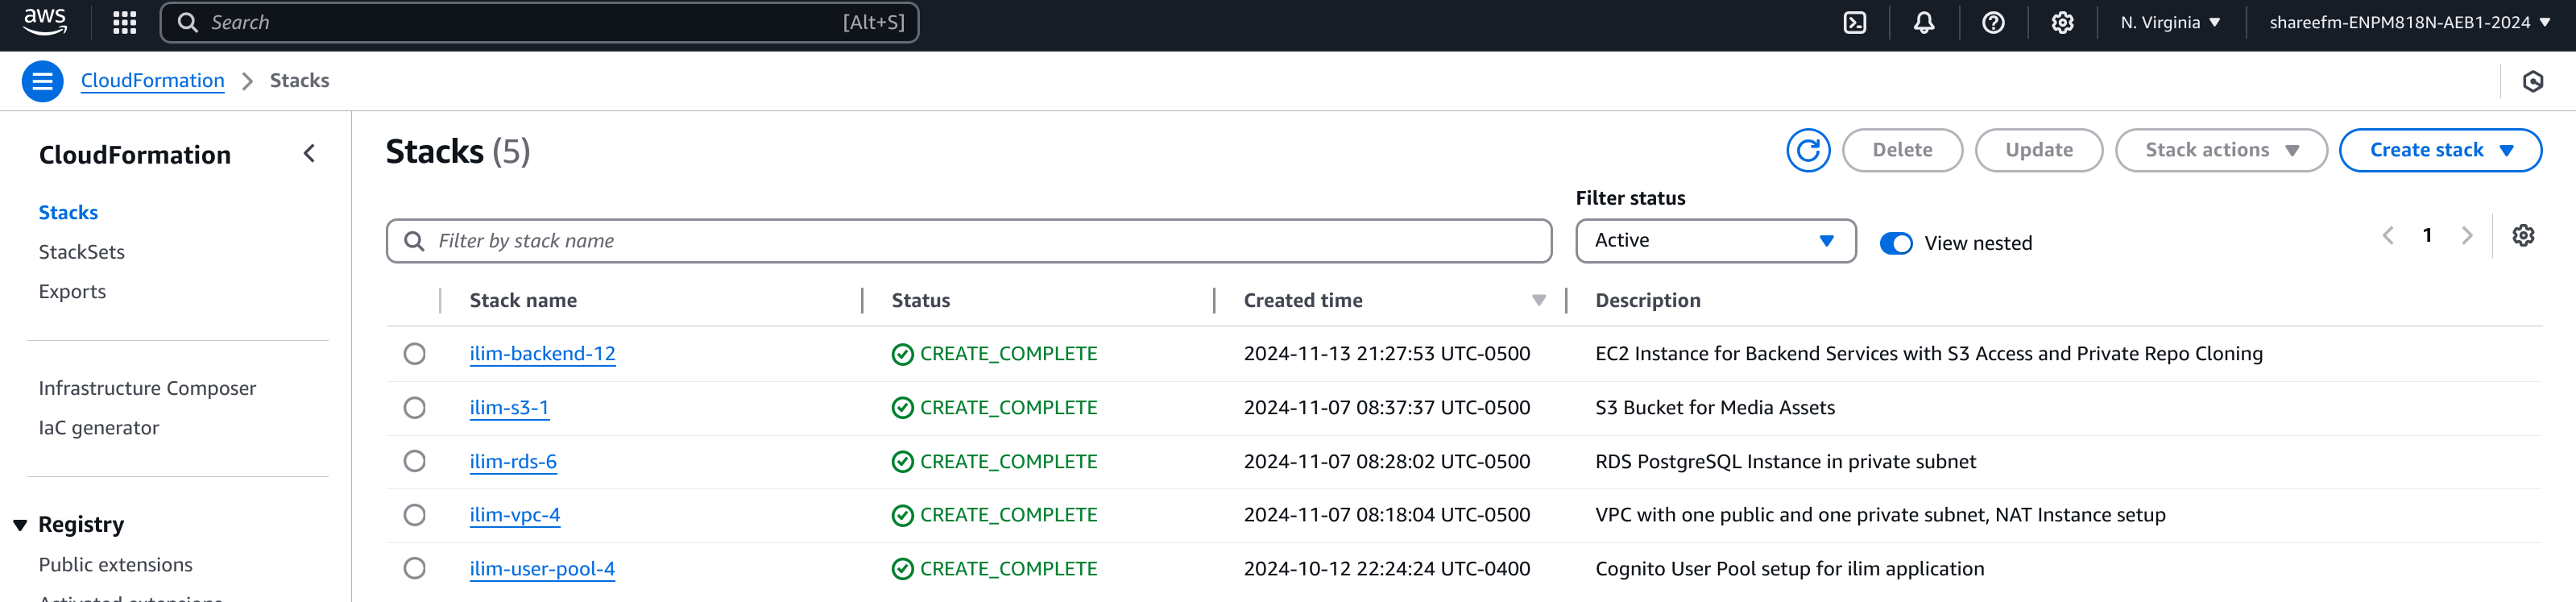 aws Search [Alt+S] N. Virginia shareefm-ENPM818N-AEB1-2024
CloudFormation Stacks
CloudFormation
Stacks
StackSets
Exports
Infrastructure Composer
IaC generator
Registry
Public extensions
Activated extensions
Stacks (5) Delete Update Stack actions Create stack
Filter status
Filter by stack name Active View nested 1
Stack name Status Created time Description
ilim-backend-12 CREATE_COMPLETE 2024-11-13 21:27:53 UTC-0500 EC2 Instance for Backend Services with S3 Access and Private Repo Cloning
ilim-s3-1 CREATE_COMPLETE 2024-11-07 08:37:37 UTC-0500 S3 Bucket for Media Assets
ilim-rds-6 CREATE_COMPLETE 2024-11-07 08:28:02 UTC-0500 RDS PostgreSQL Instance in private subnet
ilim-vpc-4 CREATE_COMPLETE 2024-11-07 08:18:04 UTC-0500 VPC with one public and one private subnet, NAT Instance setup
ilim-user-pool-4 CREATE_COMPLETE 2024-10-12 22:24:24 UTC-0400 Cognito User Pool setup for ilim application